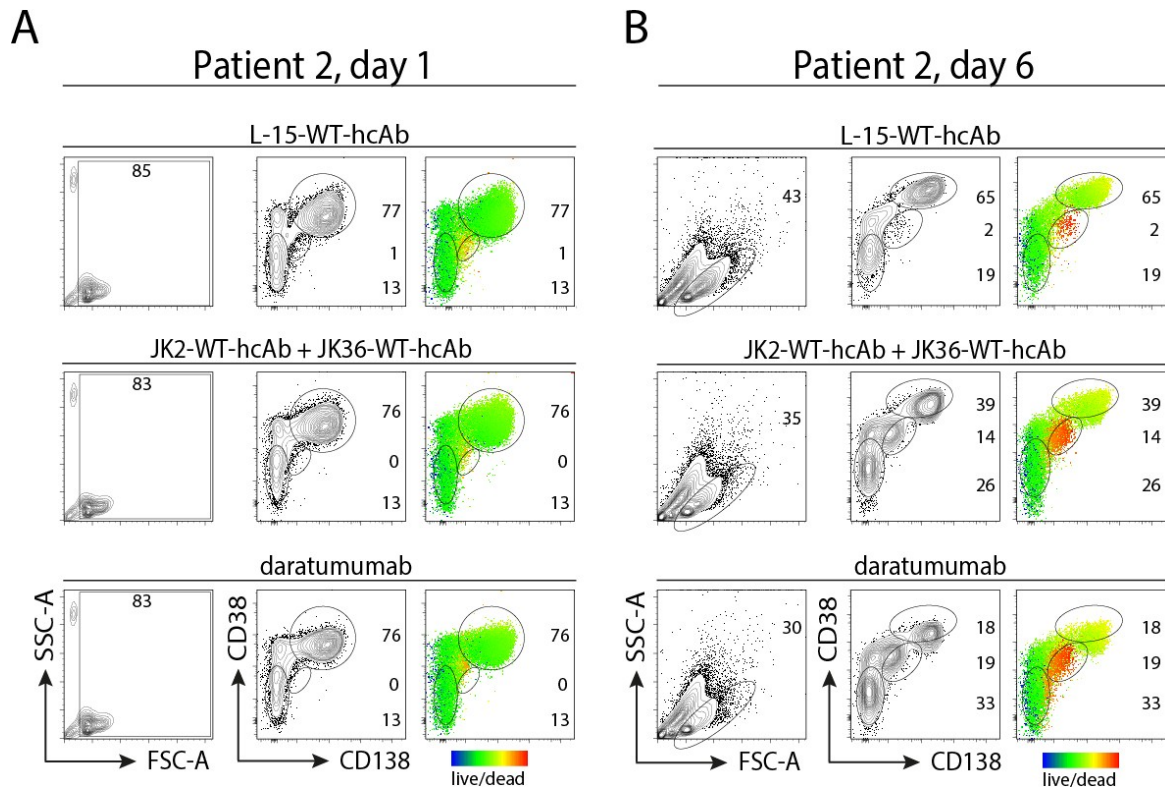 A
Patient 2, day 1
L-15-WT-hcAb
85
77
1
13
77
1
13
JK2-WT-hcAb + JK36-WT-hcAb
83
76
0
13
76
0
13
daratumumab
83
76
0
13
76
0
13
SSC-A
FSC-A
CD38
CD138
live/dead
B
Patient 2, day 6
L-15-WT-hcAb
43
65
2
19
65
2
19
JK2-WT-hcAb + JK36-WT-hcAb
35
39
14
26
39
14
26
daratumumab
30
18
19
33
18
19
33
SSC-A
FSC-A
CD38
CD138
live/dead